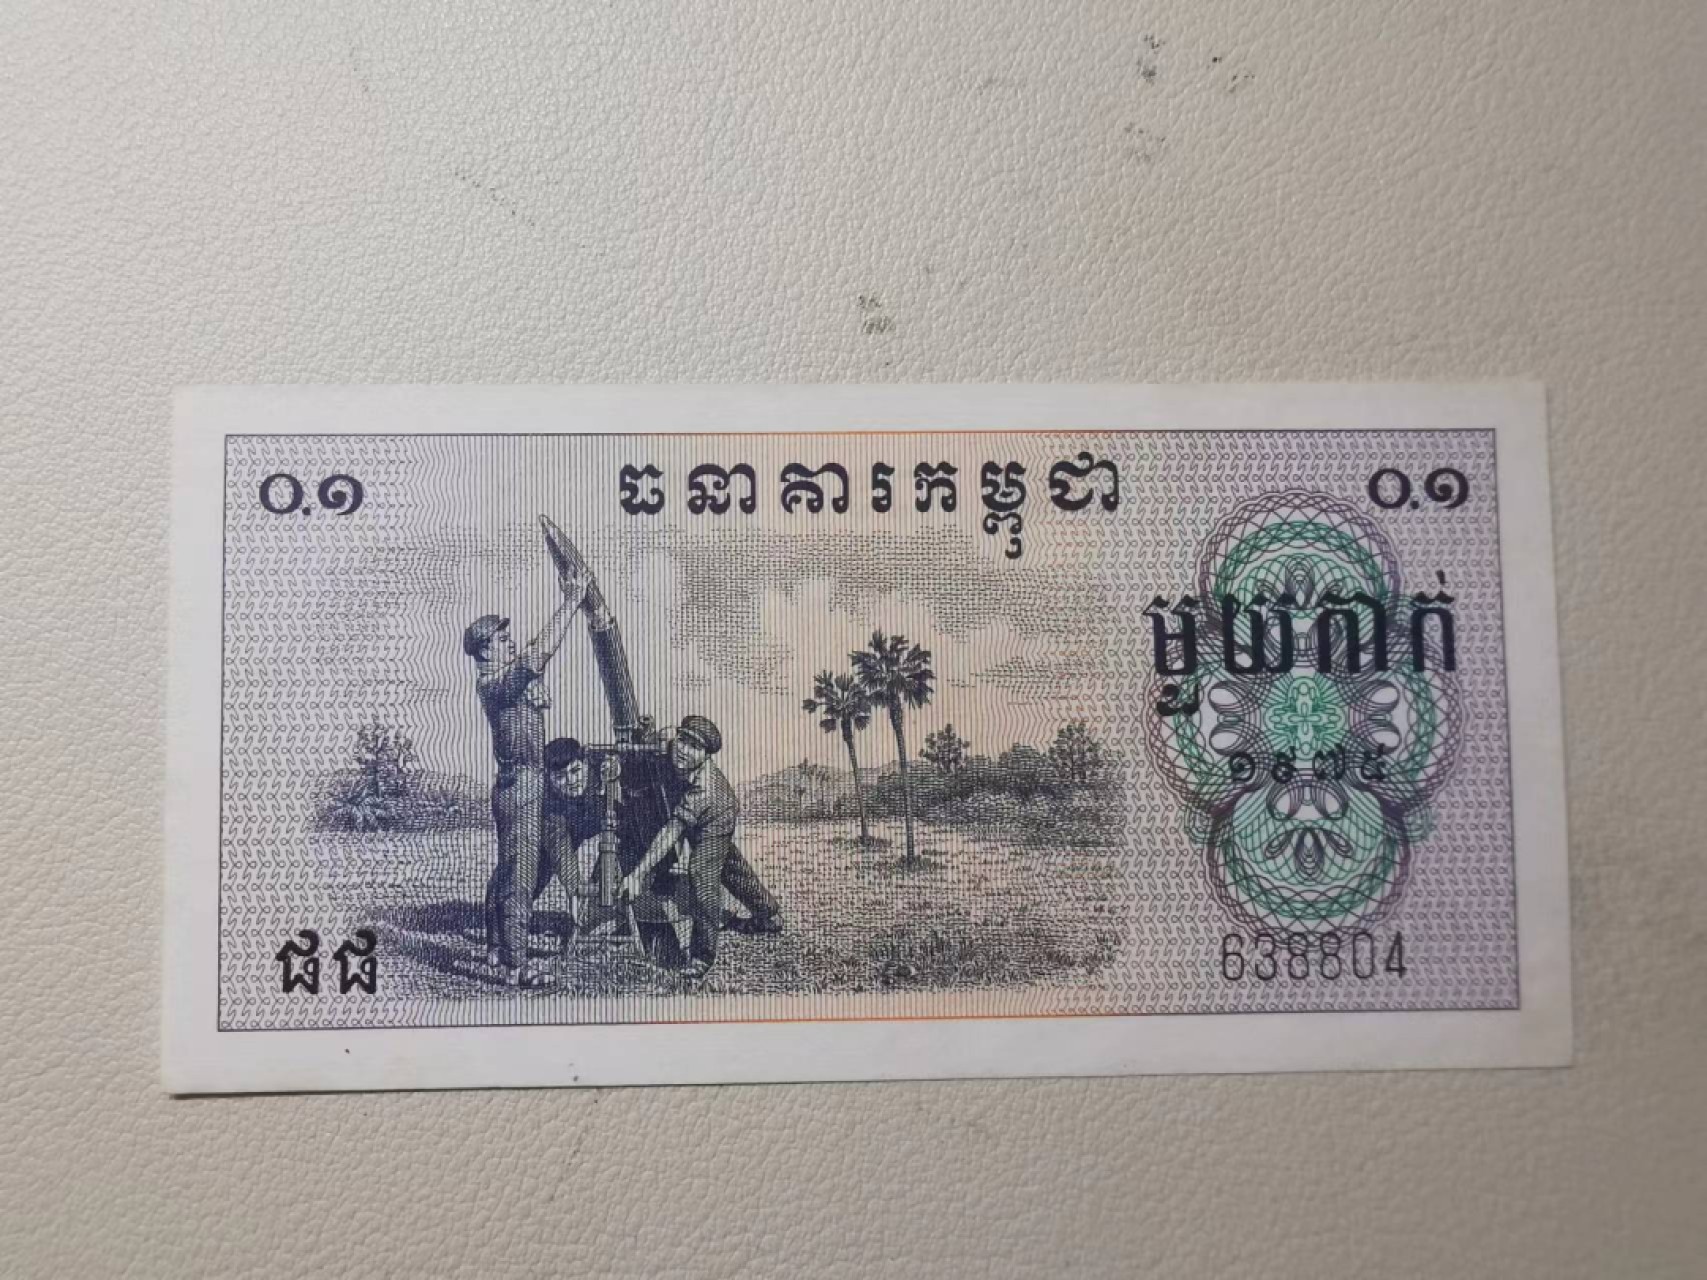 ០.១ ធនាគារកម្ពុជា ០.១
មួយកាក់
១៩៧៥
ផផ 638804